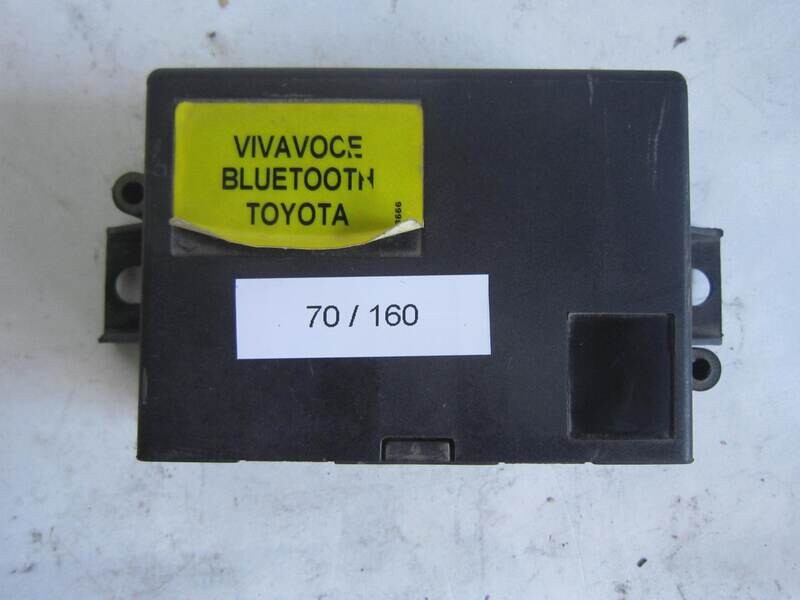 VIVAVOCE
BLUETOOTH
TOYOTA
70 / 160